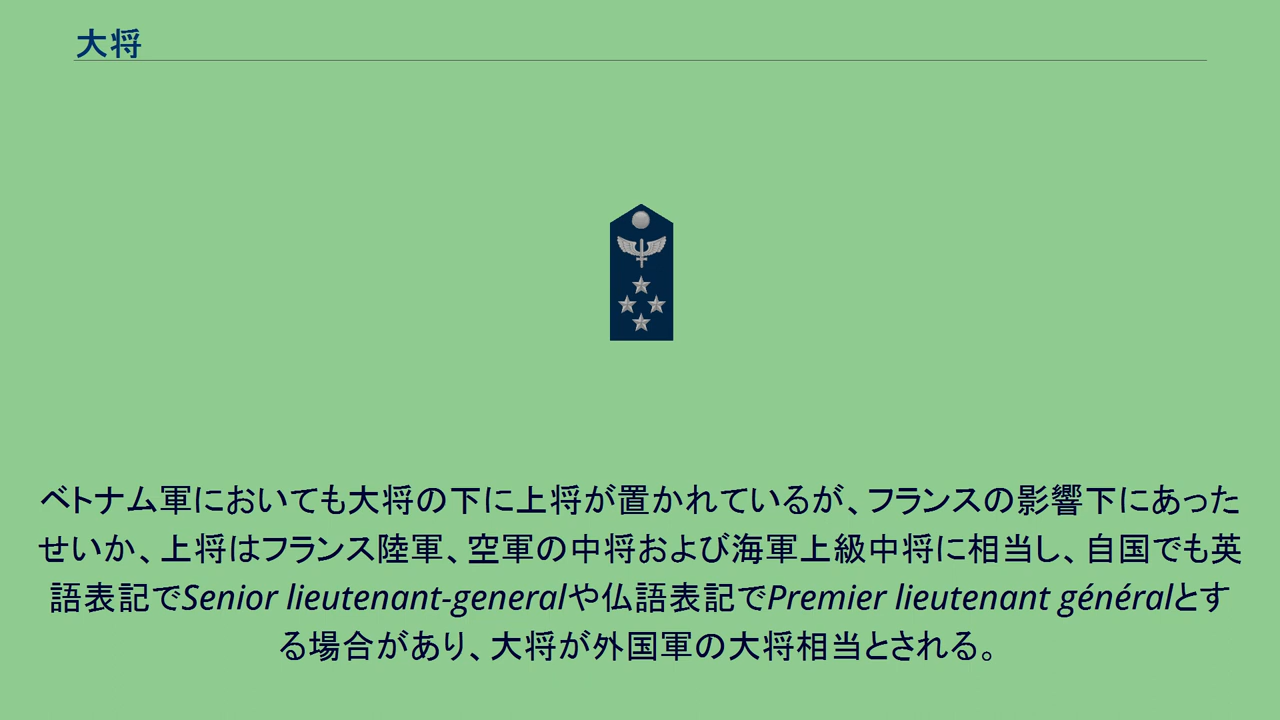 大将
ベトナム軍においても大将の下に上将が置かれているが、フランスの影響下にあった
せいか、上将はフランス陸軍、空軍の中将および海軍上級中将に相当し、自国でも英
語表記でSenior lieutenant-generalや仏語表記でPremier lieutenant généralとす
る場合があり、大将が外国軍の大将相当とされる。